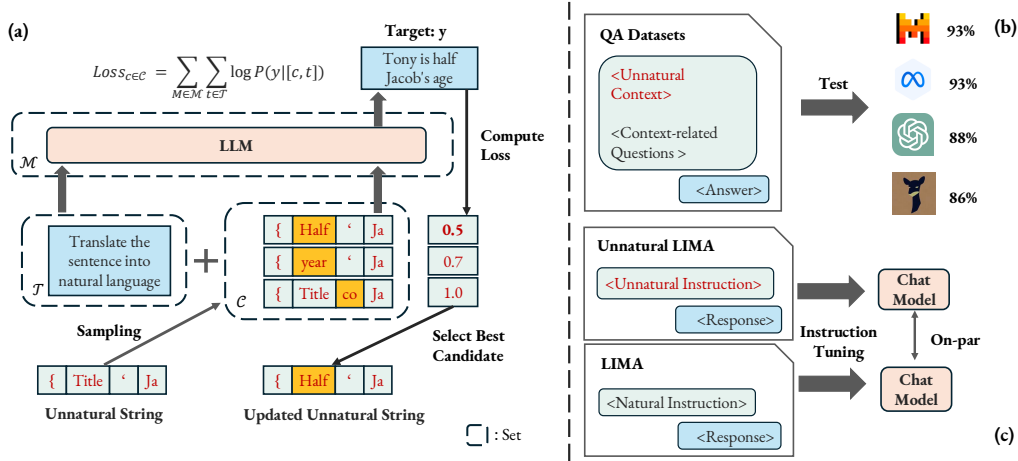 (a)
Target: y
Tony is half
Jacob's age
Loss_{c∈𝒞} = ∑_{M∈ℳ} ∑_{t∈𝒯} log P(y|[c, t])
LLM
ℳ
Compute
Loss
Translate the
sentence into
natural language
𝒯
+
{ Half ‘ Ja
{ year ‘ Ja
{ Title co Ja
𝒞
0.5
0.7
1.0
Sampling
Select Best
Candidate
{ Title ‘ Ja
Unnatural String
{ Half ‘ Ja
Updated Unnatural String
: Set
(b)
QA Datasets
<Unnatural
Context>
<Context-related
Questions >
<Answer>
Test
93%
93%
88%
86%
Unnatural LIMA
<Unnatural Instruction>
<Response>
LIMA
<Natural Instruction>
<Response>
Instruction
Tuning
Chat
Model
On-par
Chat
Model
(c)